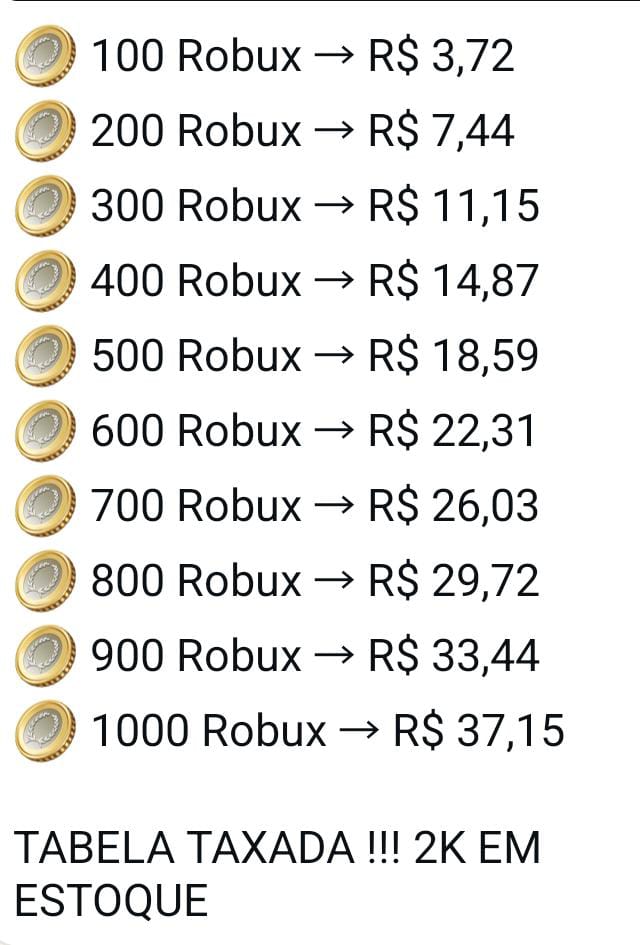 100 Robux → R$ 3,72
200 Robux → R$ 7,44
300 Robux → R$ 11,15
400 Robux → R$ 14,87
500 Robux → R$ 18,59
600 Robux → R$ 22,31
700 Robux → R$ 26,03
800 Robux → R$ 29,72
900 Robux → R$ 33,44
1000 Robux → R$ 37,15
TABELA TAXADA !!! 2K EM
ESTOQUE